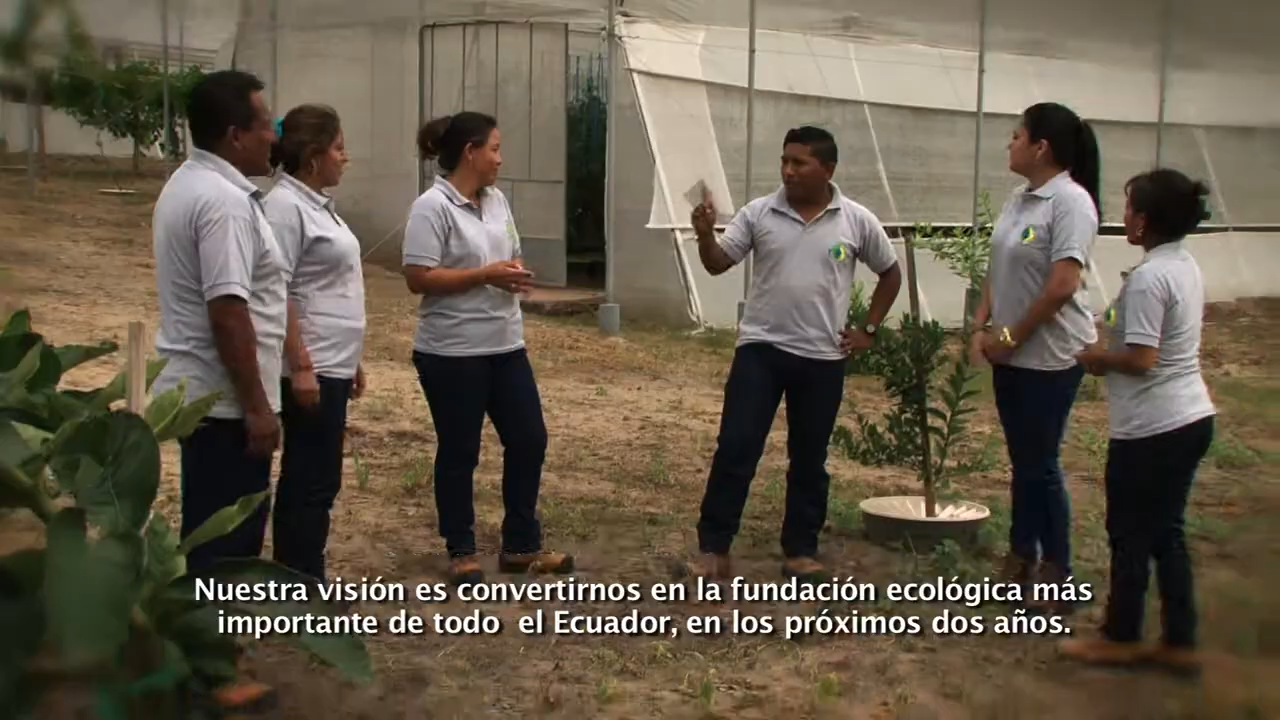 Nuestra visión es convertirnos en la fundación ecológica más
importante de todo el Ecuador, en los próximos dos años.